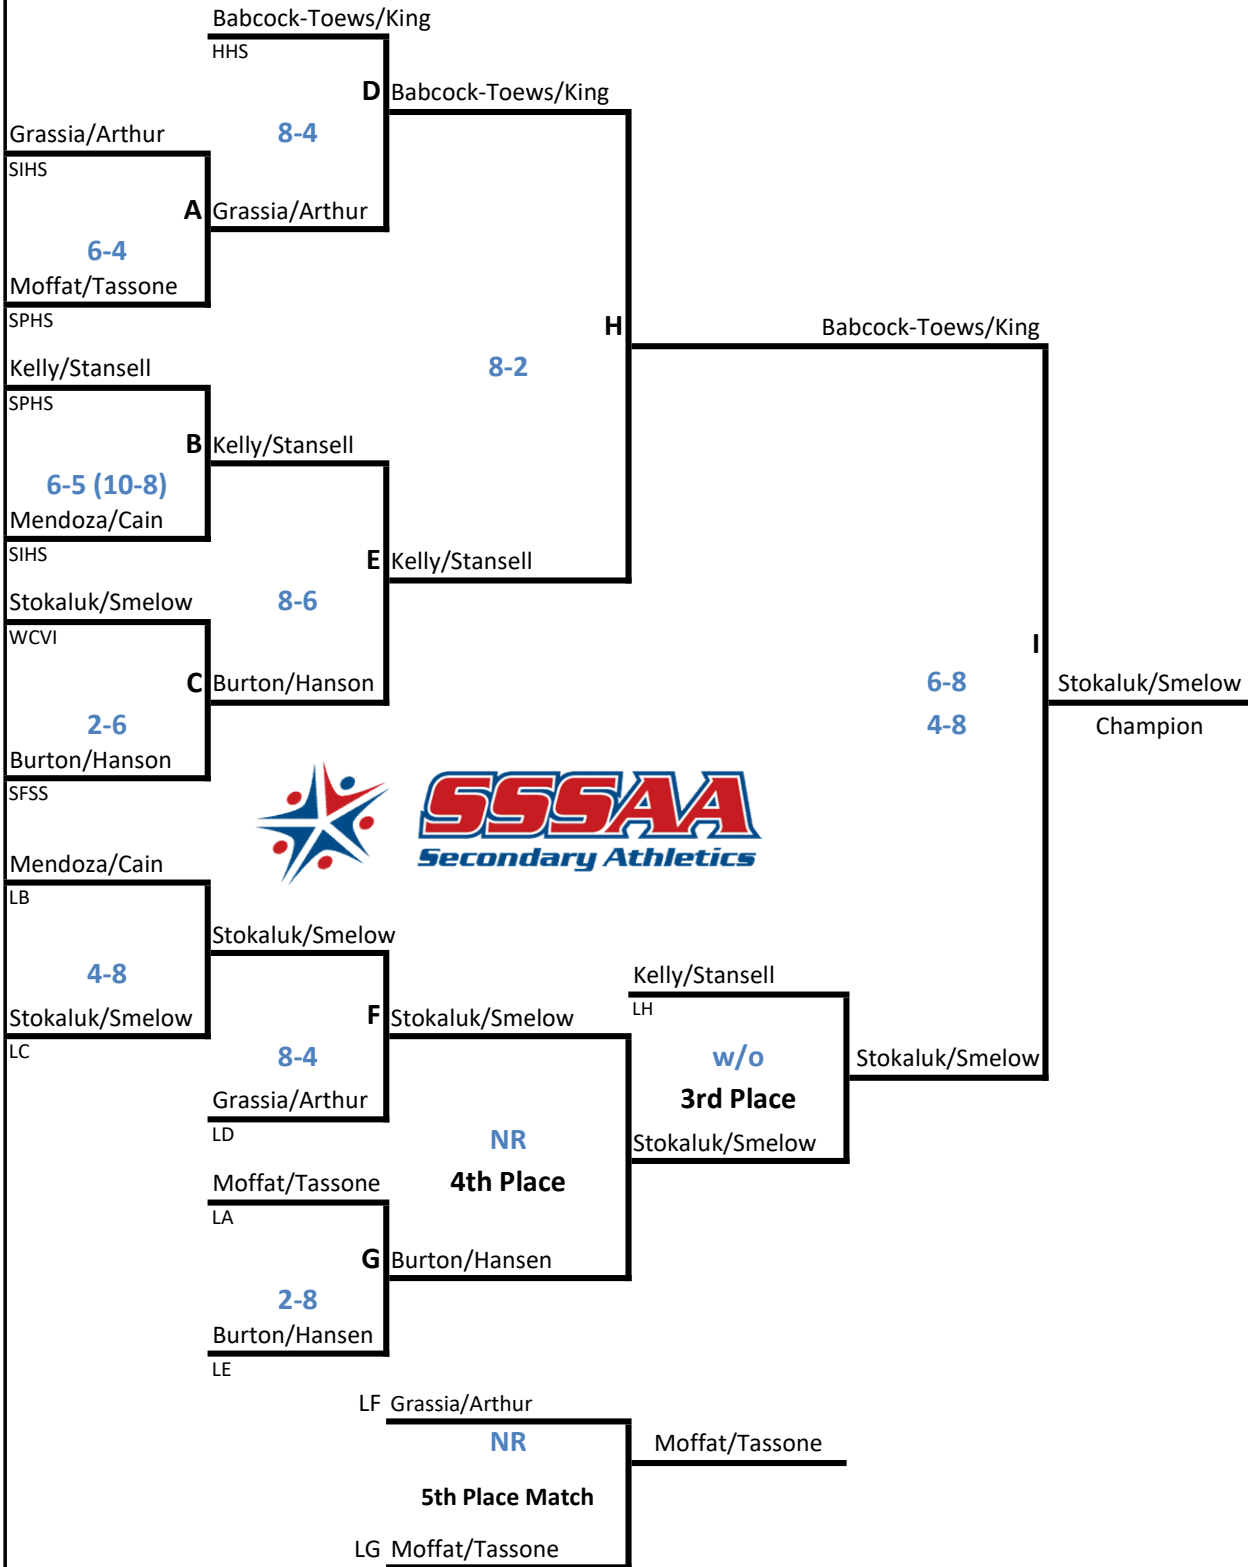 Babcock-Toews/King
HHS
D Babcock-Toews/King
8-4
Grassia/Arthur
SIHS
A Grassia/Arthur
6-4
Moffat/Tassone
SPHS
H Babcock-Toews/King
Kelly/Stansell
8-2
SPHS
B Kelly/Stansell
6-5 (10-8)
Mendoza/Cain
SIHS
E Kelly/Stansell
8-6
Stokaluk/Smelow
WCVI
I
C Burton/Hanson
6-8 Stokaluk/Smelow
2-6
4-8 Champion
Burton/Hanson
SFSS
SSSAA
Secondary Athletics
Mendoza/Cain
LB
Stokaluk/Smelow
4-8
Kelly/Stansell
LH
Stokaluk/Smelow
F Stokaluk/Smelow
LC
8-4
w/o Stokaluk/Smelow
Grassia/Arthur
3rd Place
LD
NR
Stokaluk/Smelow
Moffat/Tassone
4th Place
LA
G Burton/Hansen
2-8
Burton/Hansen
LE
LF Grassia/Arthur
NR Moffat/Tassone
5th Place Match
LG Moffat/Tassone